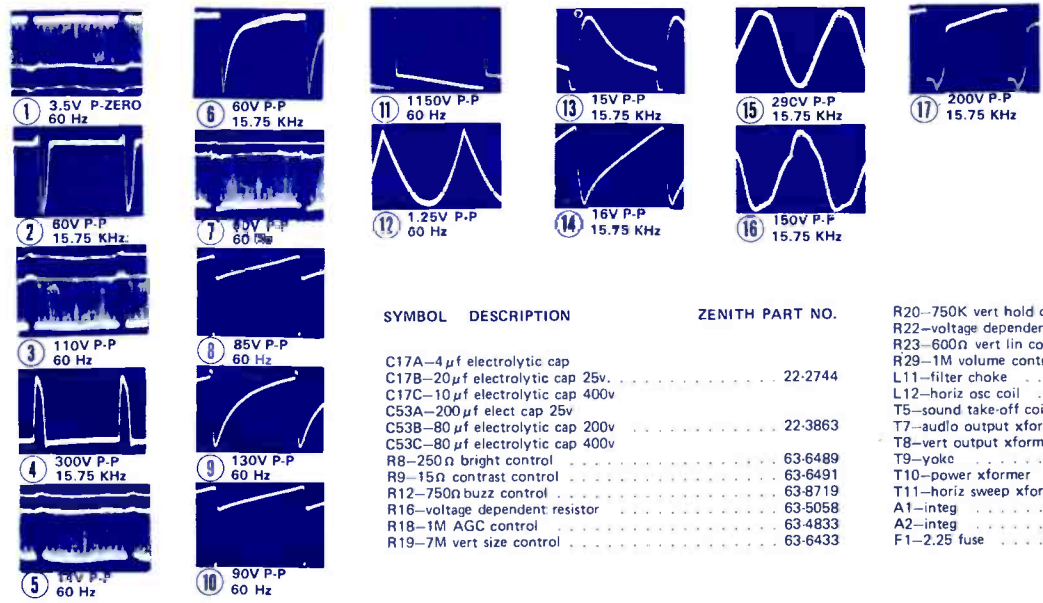 1 3.5V P-ZERO
60 Hz
2 60V P-P
15.75 KHz
3 110V P-P
60 Hz
4 300V P-P
15.75 KHz
5 P-P
60 Hz
6 60V P-P
15.75 KHz
7 P-P
60
8 85V P-P
60 Hz
9 130V P-P
60 Hz
10 90V P-P
60 Hz
11 1150V P-P
60 Hz
12 1.25V P-P
60 Hz
13 15V P-P
15.75 KHz
14 16V P-P
15.75 KHz
15 29CV P-P
15.75 KHz
16 150V P-P
15.75 KHz
17 200V P-P
15.75 KHz
SYMBOL DESCRIPTION ZENITH PART NO.
C17A—4µf electrolytic cap
C17B—20µf electrolytic cap 25v. . . . . . . . . . . . . . . 22-2744
C17C—10µf electrolytic cap 400v
C53A—200µf elect cap 25v
C53B—80µf electrolytic cap 200v . . . . . . . . . . . . . . 22-3863
C53C—80µf electrolytic cap 400v
R8—250Ω bright control . . . . . . . . . . . . . . . . . . 63-6489
R9—15Ω contrast control . . . . . . . . . . . . . . . . . . 63-6491
R12—750Ω buzz control . . . . . . . . . . . . . . . . . . . 63-8719
R16—voltage dependent resistor . . . . . . . . . . . . . . 63-5058
R18—1M AGC control . . . . . . . . . . . . . . . . . . . . 63-4833
R19—7M vert size control . . . . . . . . . . . . . . . . . 63-6433
R20—750K vert hold
R22—voltage depende
R23—600Ω vert lin co
R29—1M volume cont
L11—filter choke . .
L12—horiz osc coil .
T5—sound take-off coi
T7—audio output xfor
T8—vert output xform
T9—yoke . . . . .
T10—power xformer
T11—horiz sweep xfor
A1—integ . . . . .
A2—integ . . . . .
F1—2.25 fuse . . . .